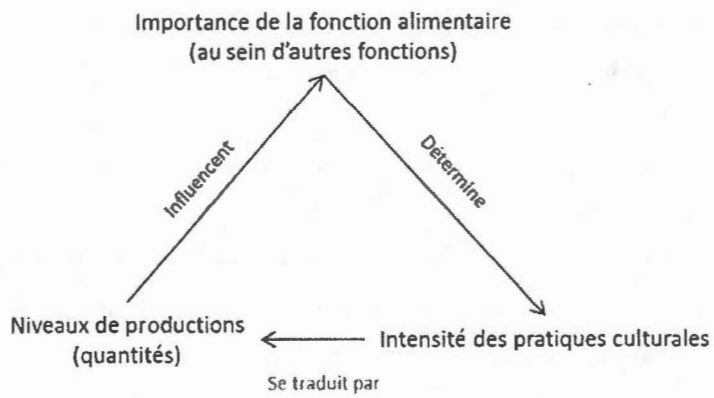 Importance de la fonction alimentaire
(au sein d'autres fonctions)
Influencent
Détermine
Niveaux de productions
(quantités)
Intensité des pratiques culturales
Se traduit par